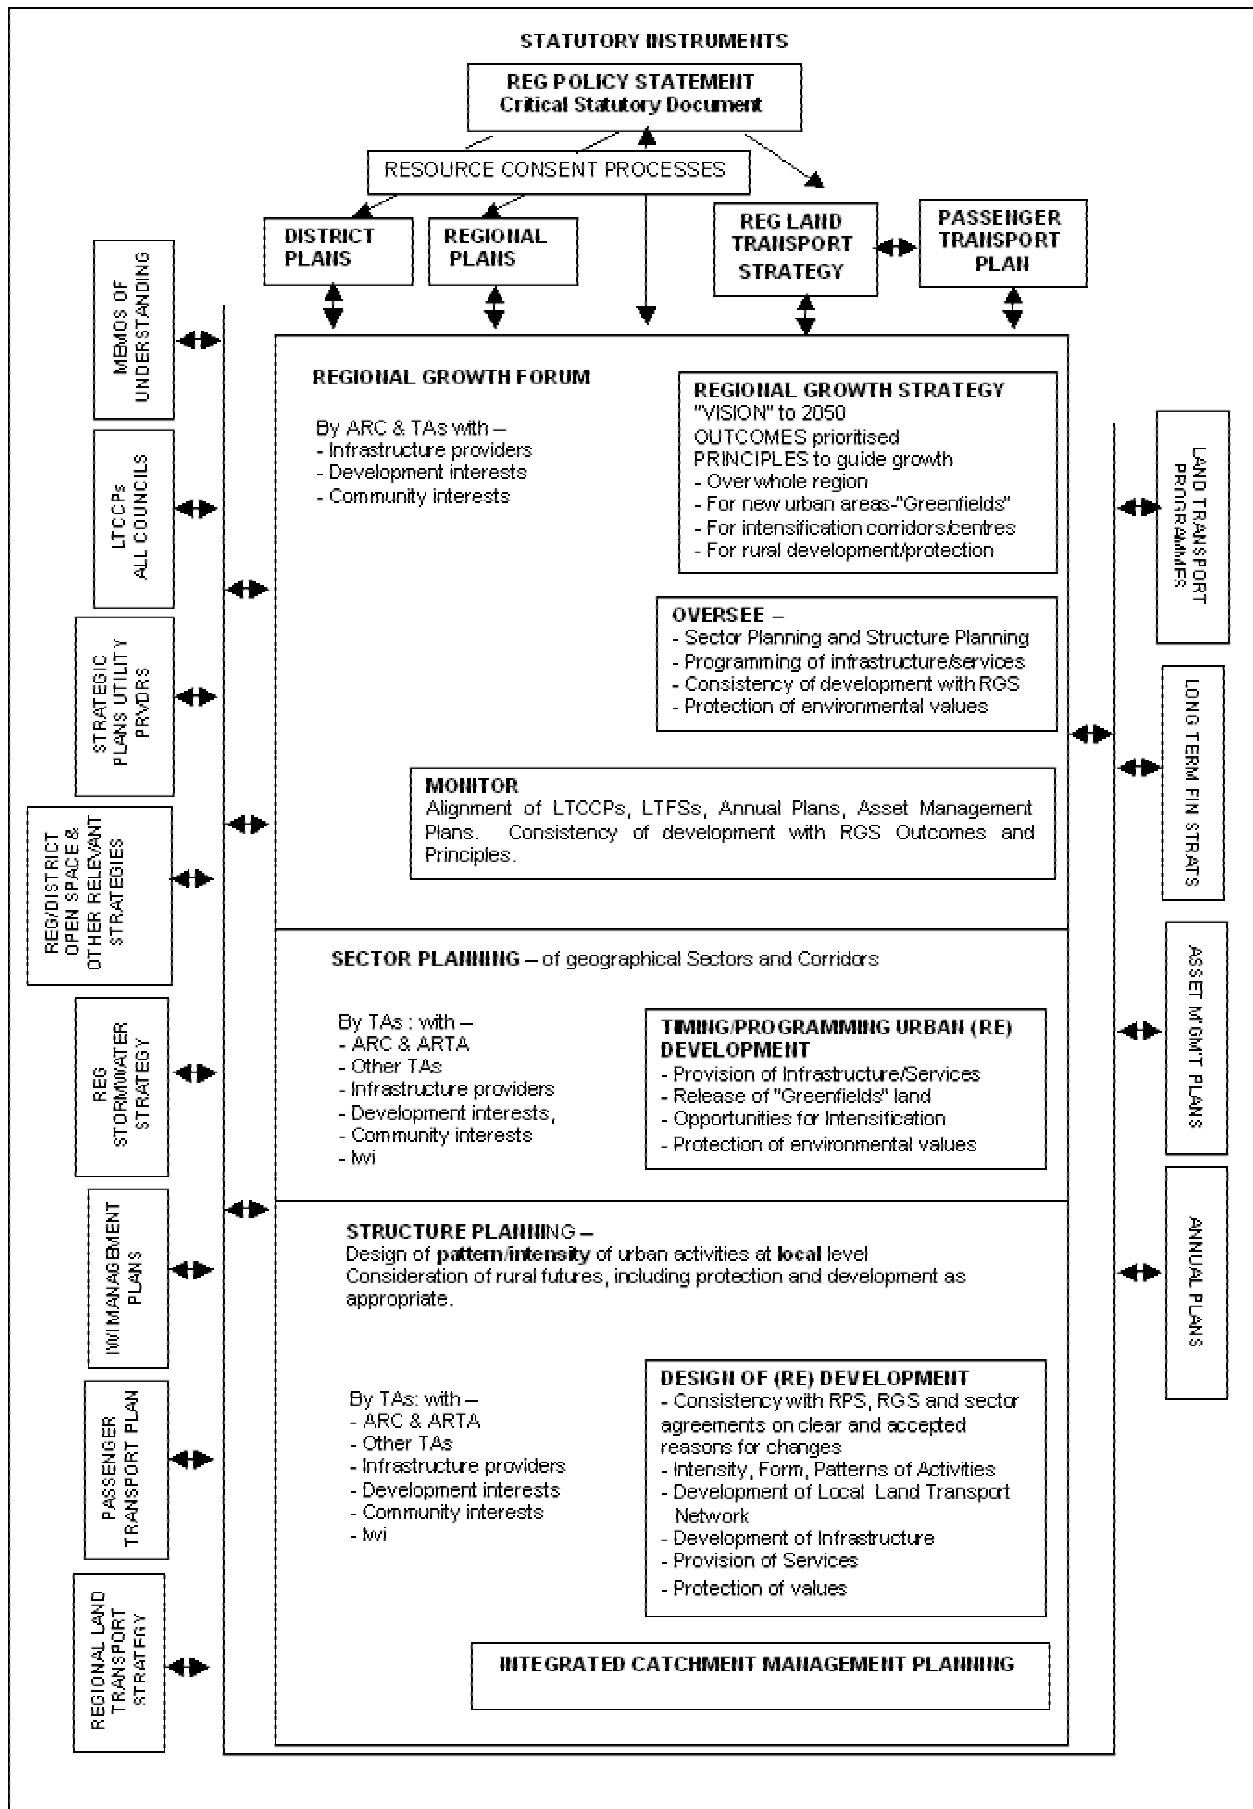 STATUTORY INSTRUMENTS
REG POLICY STATEMENT
Critical Statutory Document
RESOURCE CONSENT PROCESSES
DISTRICT
PLANS
REGIONAL
PLANS
REG LAND
TRANSPORT
STRATEGY
PASSENGER
TRANSPORT
PLAN
MEMOS OF
UNDERSTANDING
LTCCPs
ALL COUNCILS
STRATEGIC
PLANS UTILITY
PRVDRS
REG/DISTRICT
OPEN SPACE &
OTHER RELEVANT
STRATEGIES
REG
STORMWATER
STRATEGY
IWI MANAGEMENT
PLANS
PASSENGER
TRANSPORT PLAN
REGIONAL LAND
TRANSPORT
STRATEGY
REGIONAL GROWTH FORUM
By ARC & TAs with –
- Infrastructure providers
- Development interests
- Community interests
REGIONAL GROWTH STRATEGY
"VISION" to 2050
OUTCOMES prioritised
PRINCIPLES to guide growth
- Over whole region
- For new urban areas-"Greenfields"
- For intensification corridors/centres
- For rural development/protection
OVERSEE –
- Sector Planning and Structure Planning
- Programming of infrastructure/services
- Consistency of development with RGS
- Protection of environmental values
MONITOR
Alignment of LTCCPs, LTFSs, Annual Plans, Asset Management
Plans. Consistency of development with RGS Outcomes and
Principles.
SECTOR PLANNING – of geographical Sectors and Corridors
By TAs : with –
- ARC & ARTA
- Other TAs
- Infrastructure providers
- Development interests,
- Community interests
- Iwi
TIMING/PROGRAMMING URBAN (RE)
DEVELOPMENT
- Provision of Infrastructure/Services
- Release of "Greenfields" land
- Opportunities for Intensification
- Protection of environmental values
STRUCTURE PLANNING –
Design of pattern/intensity of urban activities at local level
Consideration of rural futures, including protection and development as
appropriate.
By TAs: with –
- ARC & ARTA
- Other TAs
- Infrastructure providers
- Development interests
- Community interests
- Iwi
DESIGN OF (RE) DEVELOPMENT
- Consistency with RPS, RGS and sector
agreements on clear and accepted
reasons for changes
- Intensity, Form, Patterns of Activities
- Development of Local Land Transport
Network
- Development of Infrastructure
- Provision of Services
- Protection of values
INTEGRATED CATCHMENT MANAGEMENT PLANNING
LAND TRANSPORT
PROGRAMMES
LONG TERM FIN STRATS
ASSET M'GM'T PLANS
ANNUAL PLANS